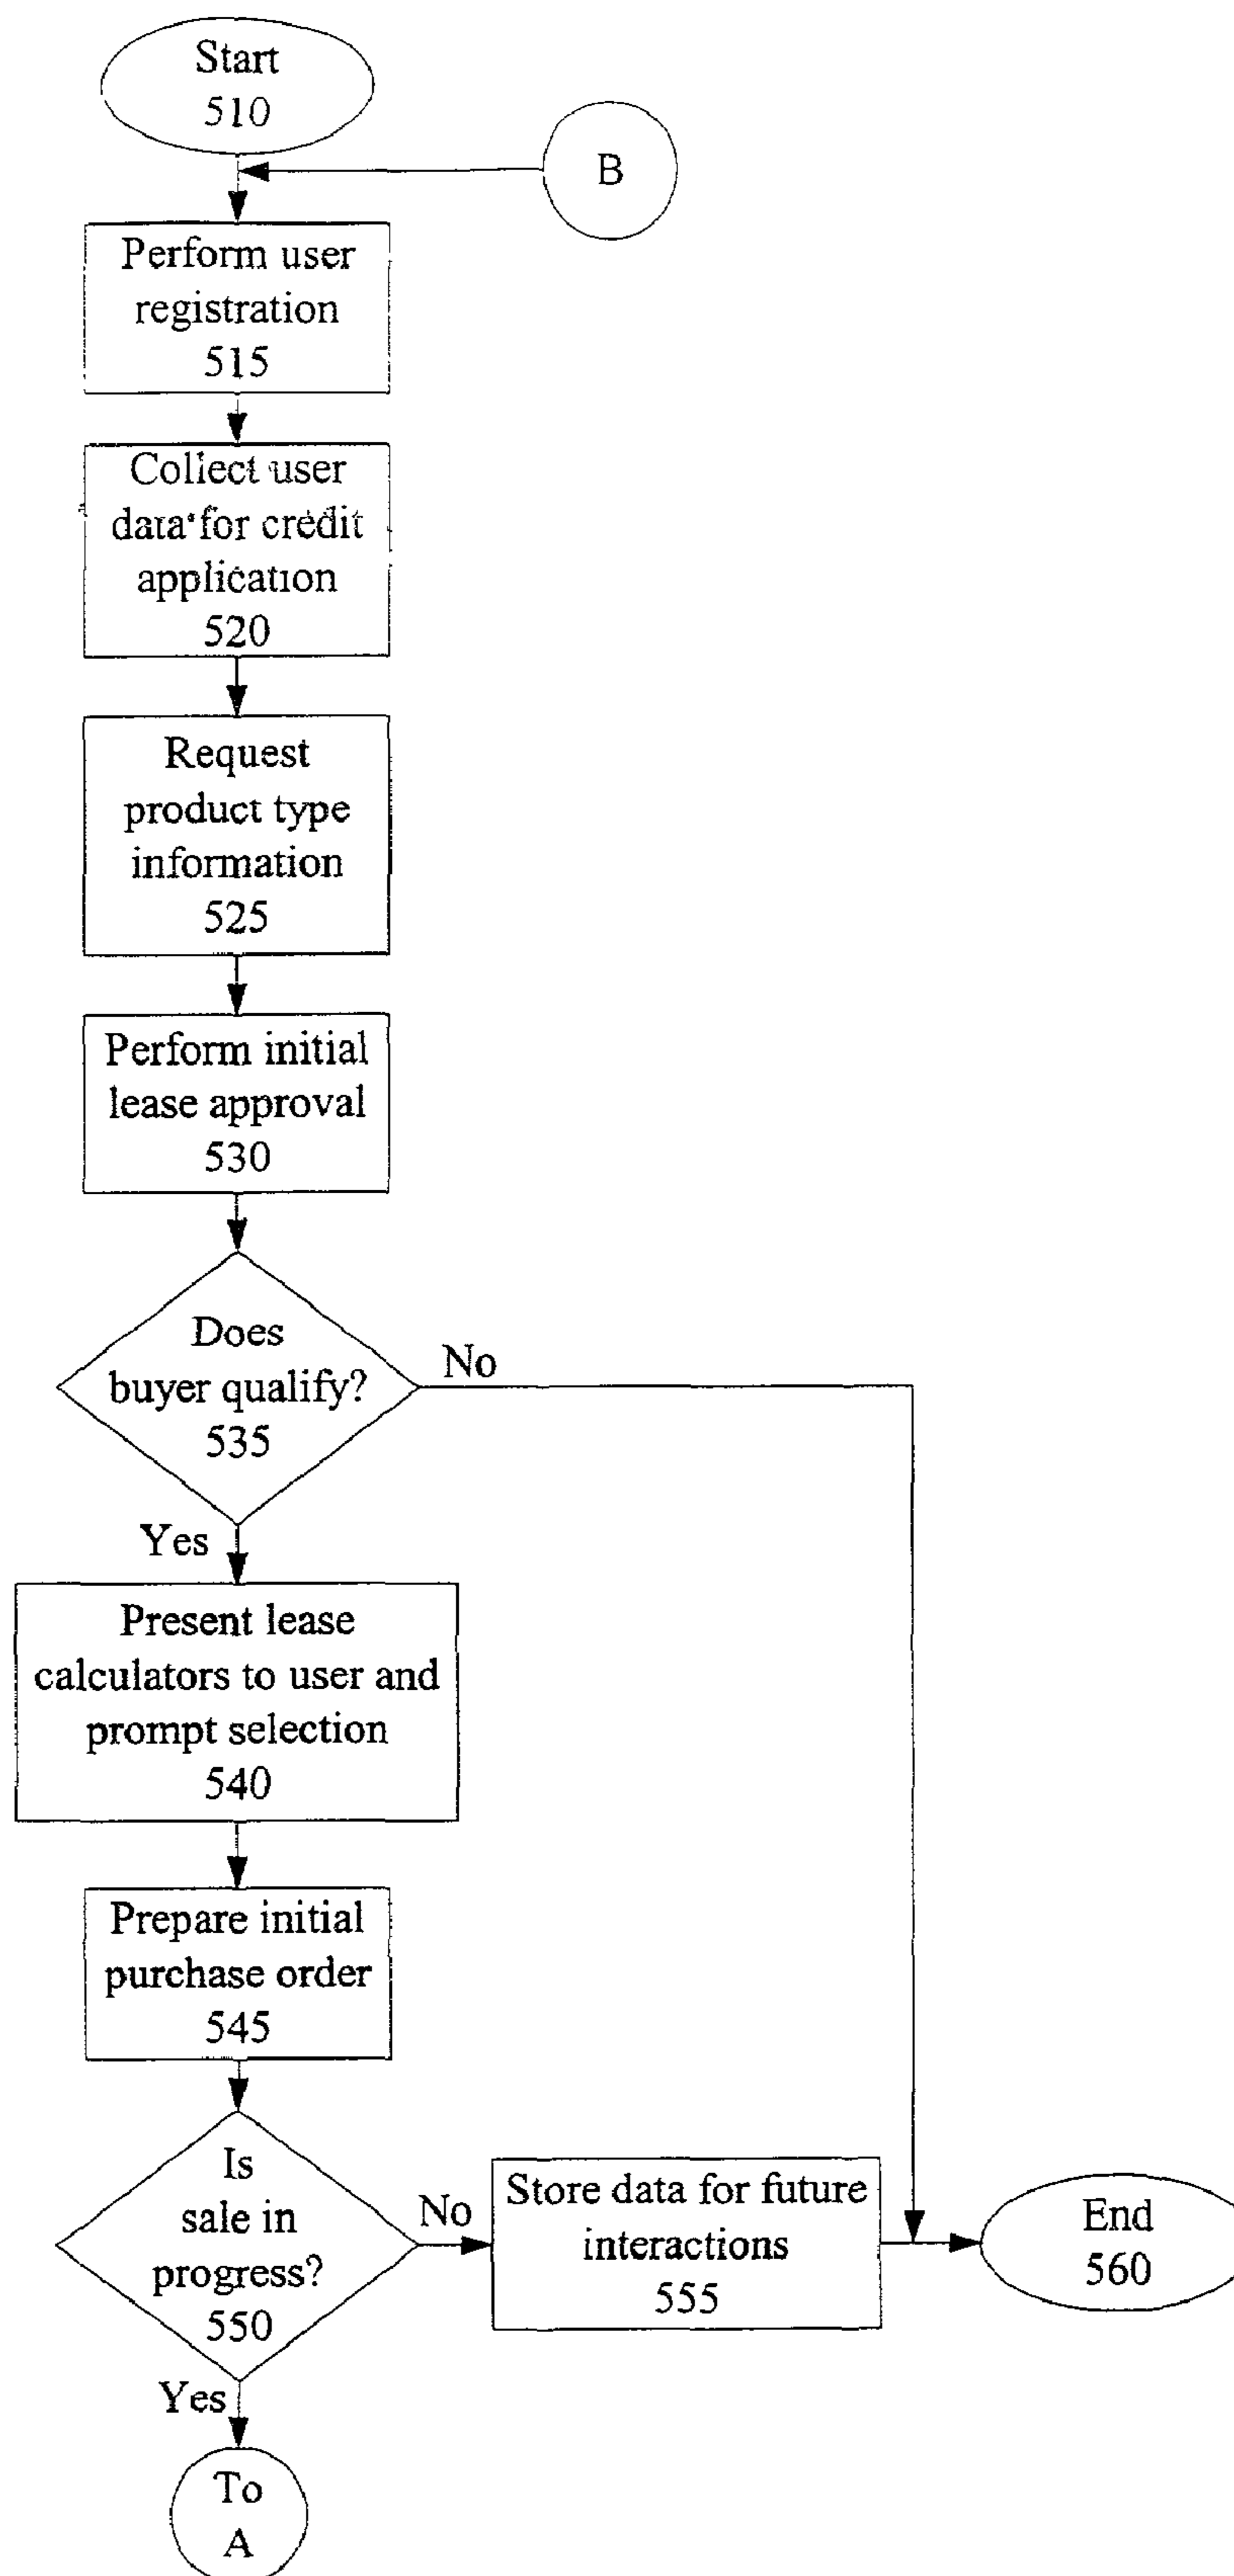 Start
510
B
Perform user
registration
515
Collect user
data for credit
application
520
Request
product type
information
525
Perform initial
lease approval
530
Does
buyer qualify?
535
No
Yes
Present lease
calculators to user and
prompt selection
540
Prepare initial
purchase order
545
Is
sale in
progress?
550
No
Store data for future
interactions
555
End
560
Yes
To
A